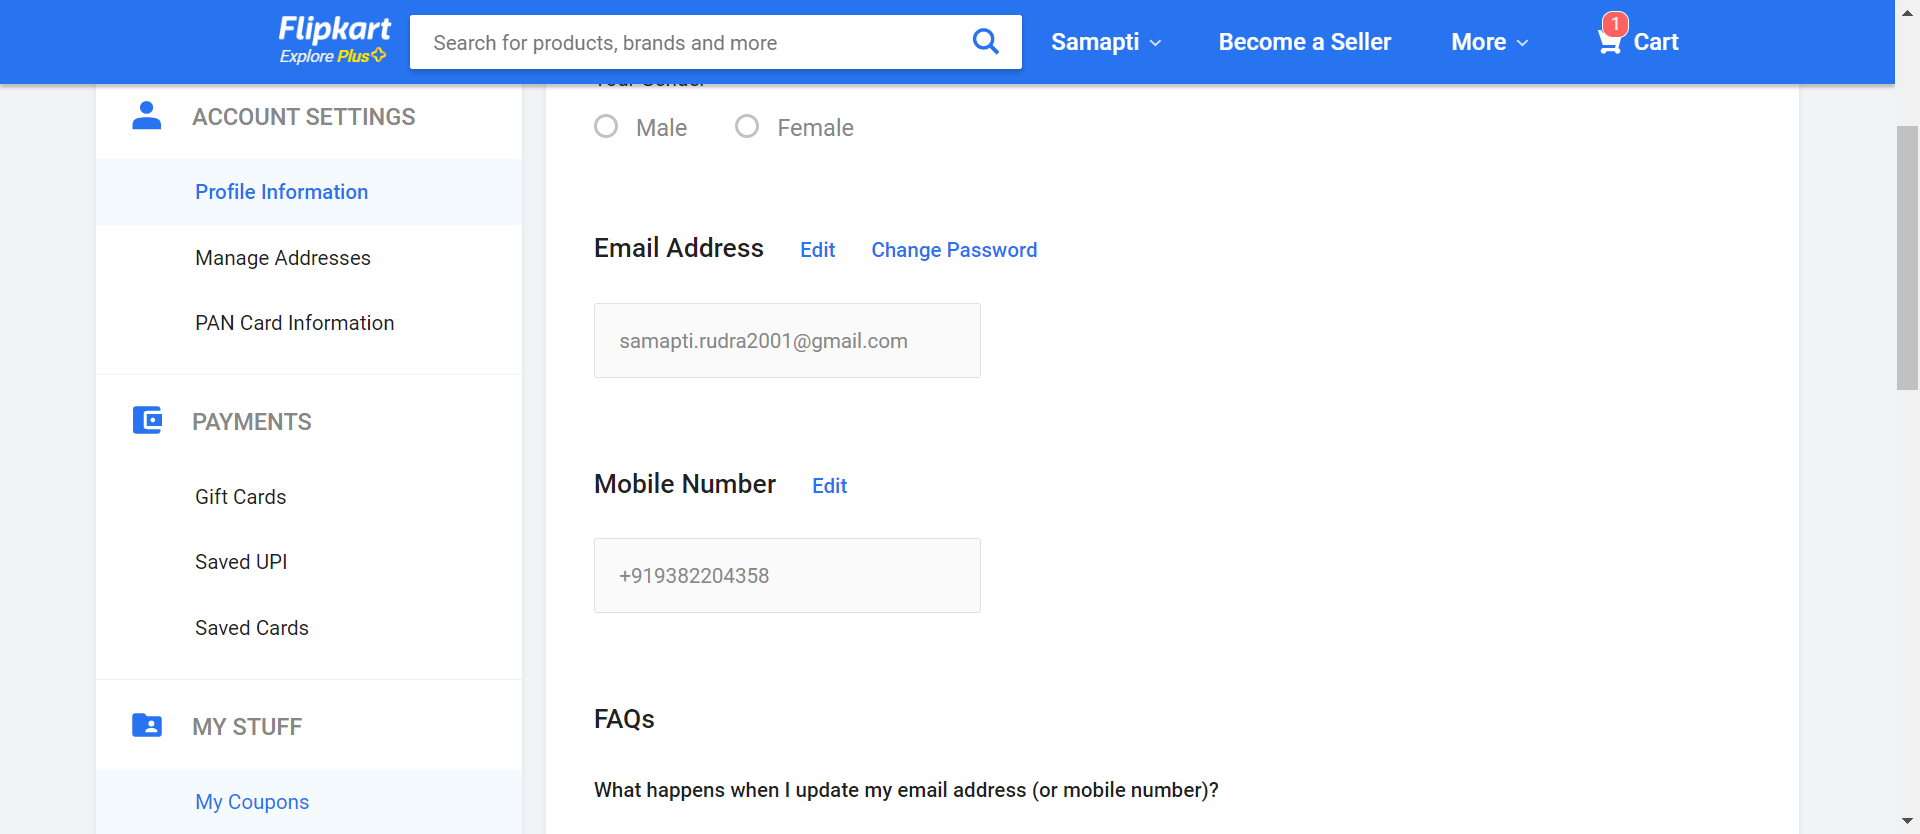 Flipkart
Explore Plus
Search for products, brands and more
Samapti
Become a Seller
More
1
Cart
ACCOUNT SETTINGS
Profile Information
Manage Addresses
PAN Card Information
PAYMENTS
Gift Cards
Saved UPI
Saved Cards
MY STUFF
My Coupons
Your Gender
Male Female
Email Address Edit Change Password
samapti.rudra2001@gmail.com
Mobile Number Edit
+919382204358
FAQs
What happens when I update my email address (or mobile number)?